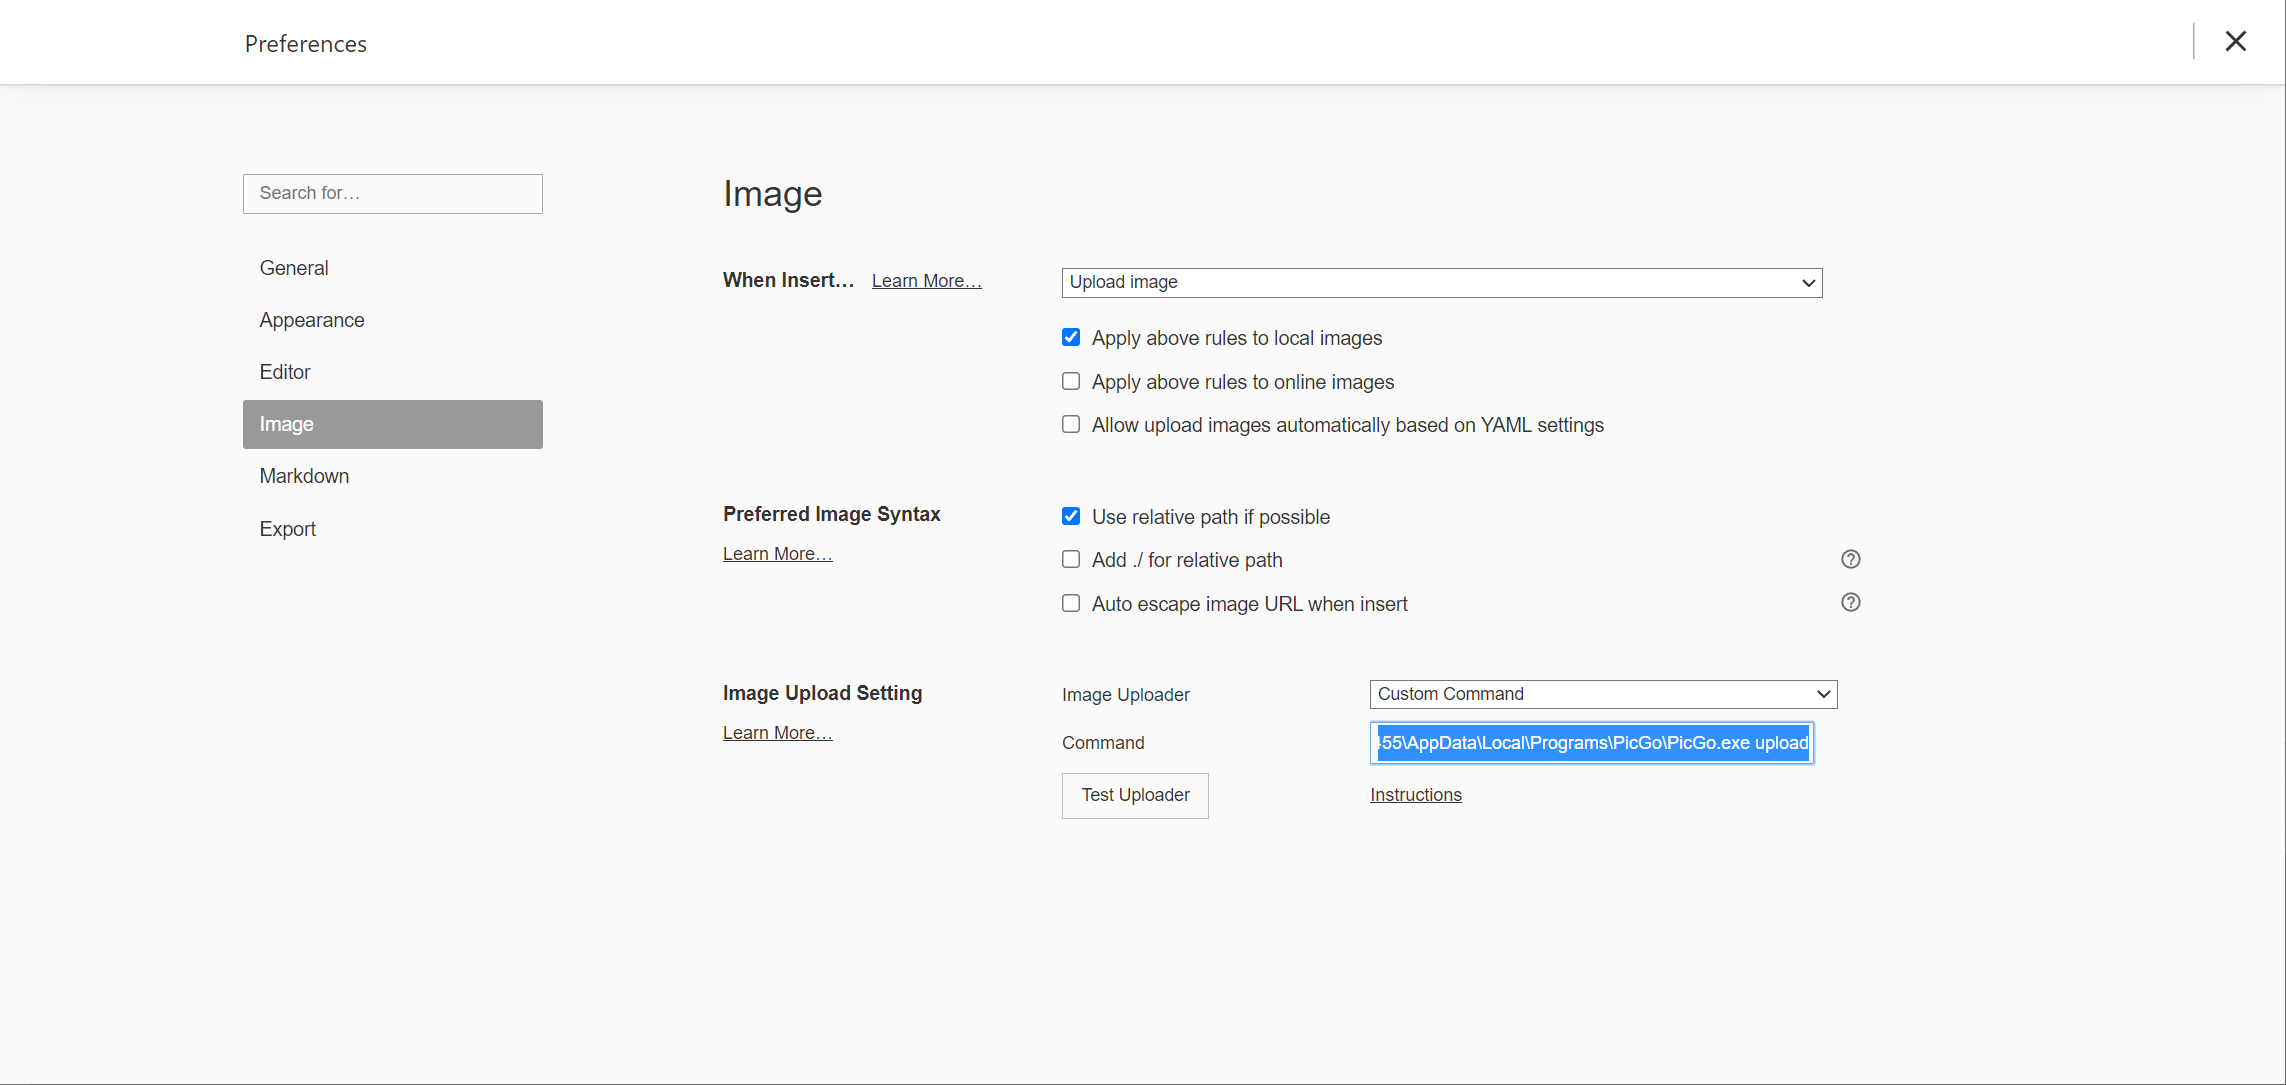 Preferences
Search for…
General
Appearance
Editor
Image
Markdown
Export
Image
When Insert… Learn More…
Upload image
Apply above rules to local images
Apply above rules to online images
Allow upload images automatically based on YAML settings
Preferred Image Syntax
Learn More…
Use relative path if possible
Add ./ for relative path
Auto escape image URL when insert
Image Upload Setting
Learn More…
Image Uploader
Custom Command
Command
55\AppData\Local\Programs\PicGo\PicGo.exe upload
Test Uploader
Instructions